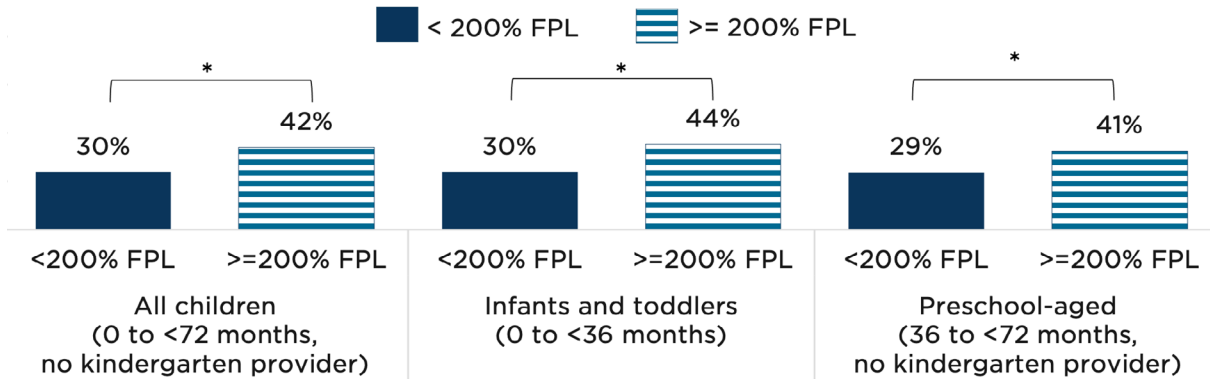 < 200% FPL >= 200% FPL
* * *
30% 42% 30% 44% 29% 41%
<200% FPL >=200% FPL <200% FPL >=200% FPL <200% FPL >=200% FPL
All children
(0 to <72 months,
no kindergarten provider)
Infants and toddlers
(0 to <36 months)
Preschool-aged
(36 to <72 months,
no kindergarten provider)